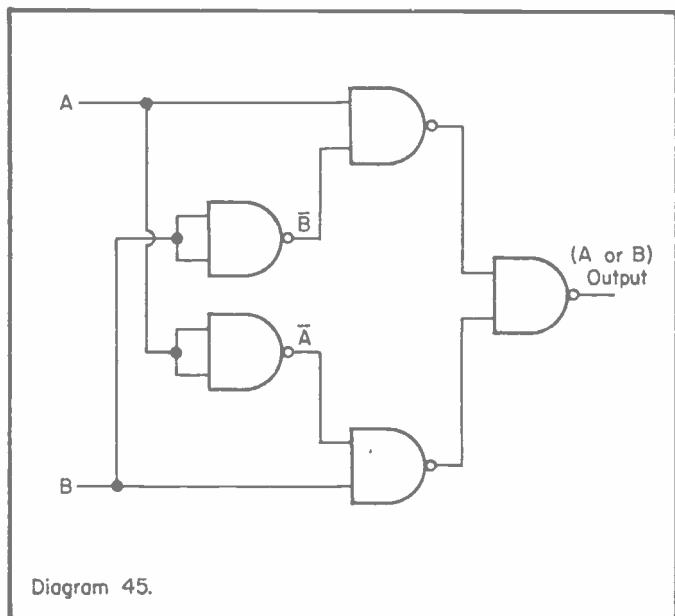 A
B̅
(A or B)
Output
A̅
B
Diagram 45.